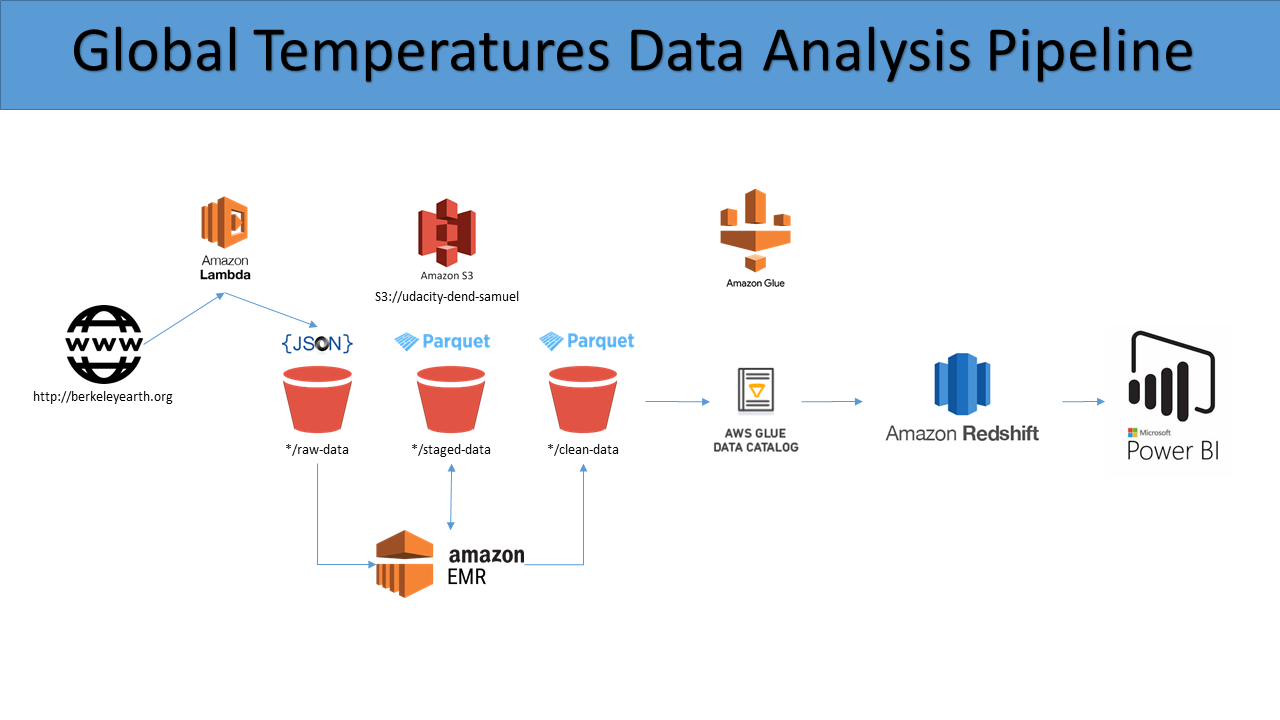 Global Temperatures Data Analysis Pipeline
Amazon
Lambda
Amazon S3
S3://udacity-dend-samuel
Amazon Glue
WWW
http://berkeleyearth.org
{JSON}
Parquet
Parquet
*/raw-data
*/staged-data
*/clean-data
AWS GLUE
DATA CATALOG
Amazon Redshift
Microsoft
Power BI
amazon
EMR